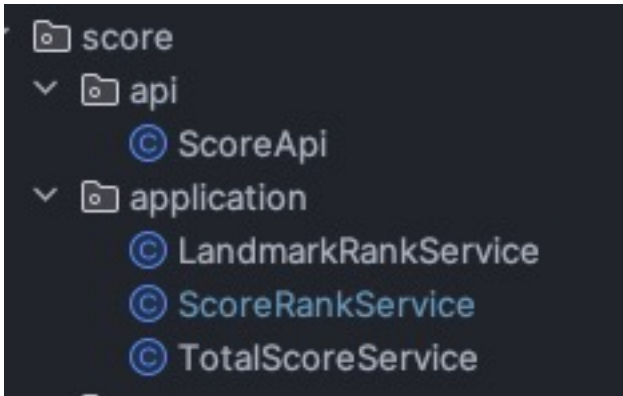 score
api
ScoreApi
application
LandmarkRankService
ScoreRankService
TotalScoreService